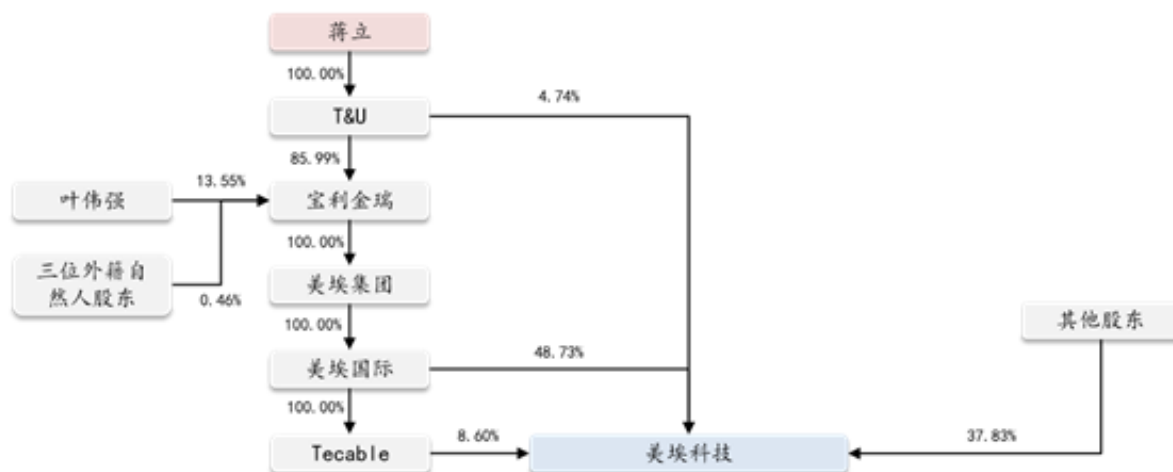 蒋立
100.00%
T&U
4.74%
85.99%
叶伟强
13.55%
宝利金瑞
100.00%
三位外籍自
然人股东
0.46%
美埃集团
100.00%
其他股东
美埃国际
48.73%
100.00%
Tecable
8.60%
美埃科技
37.83%